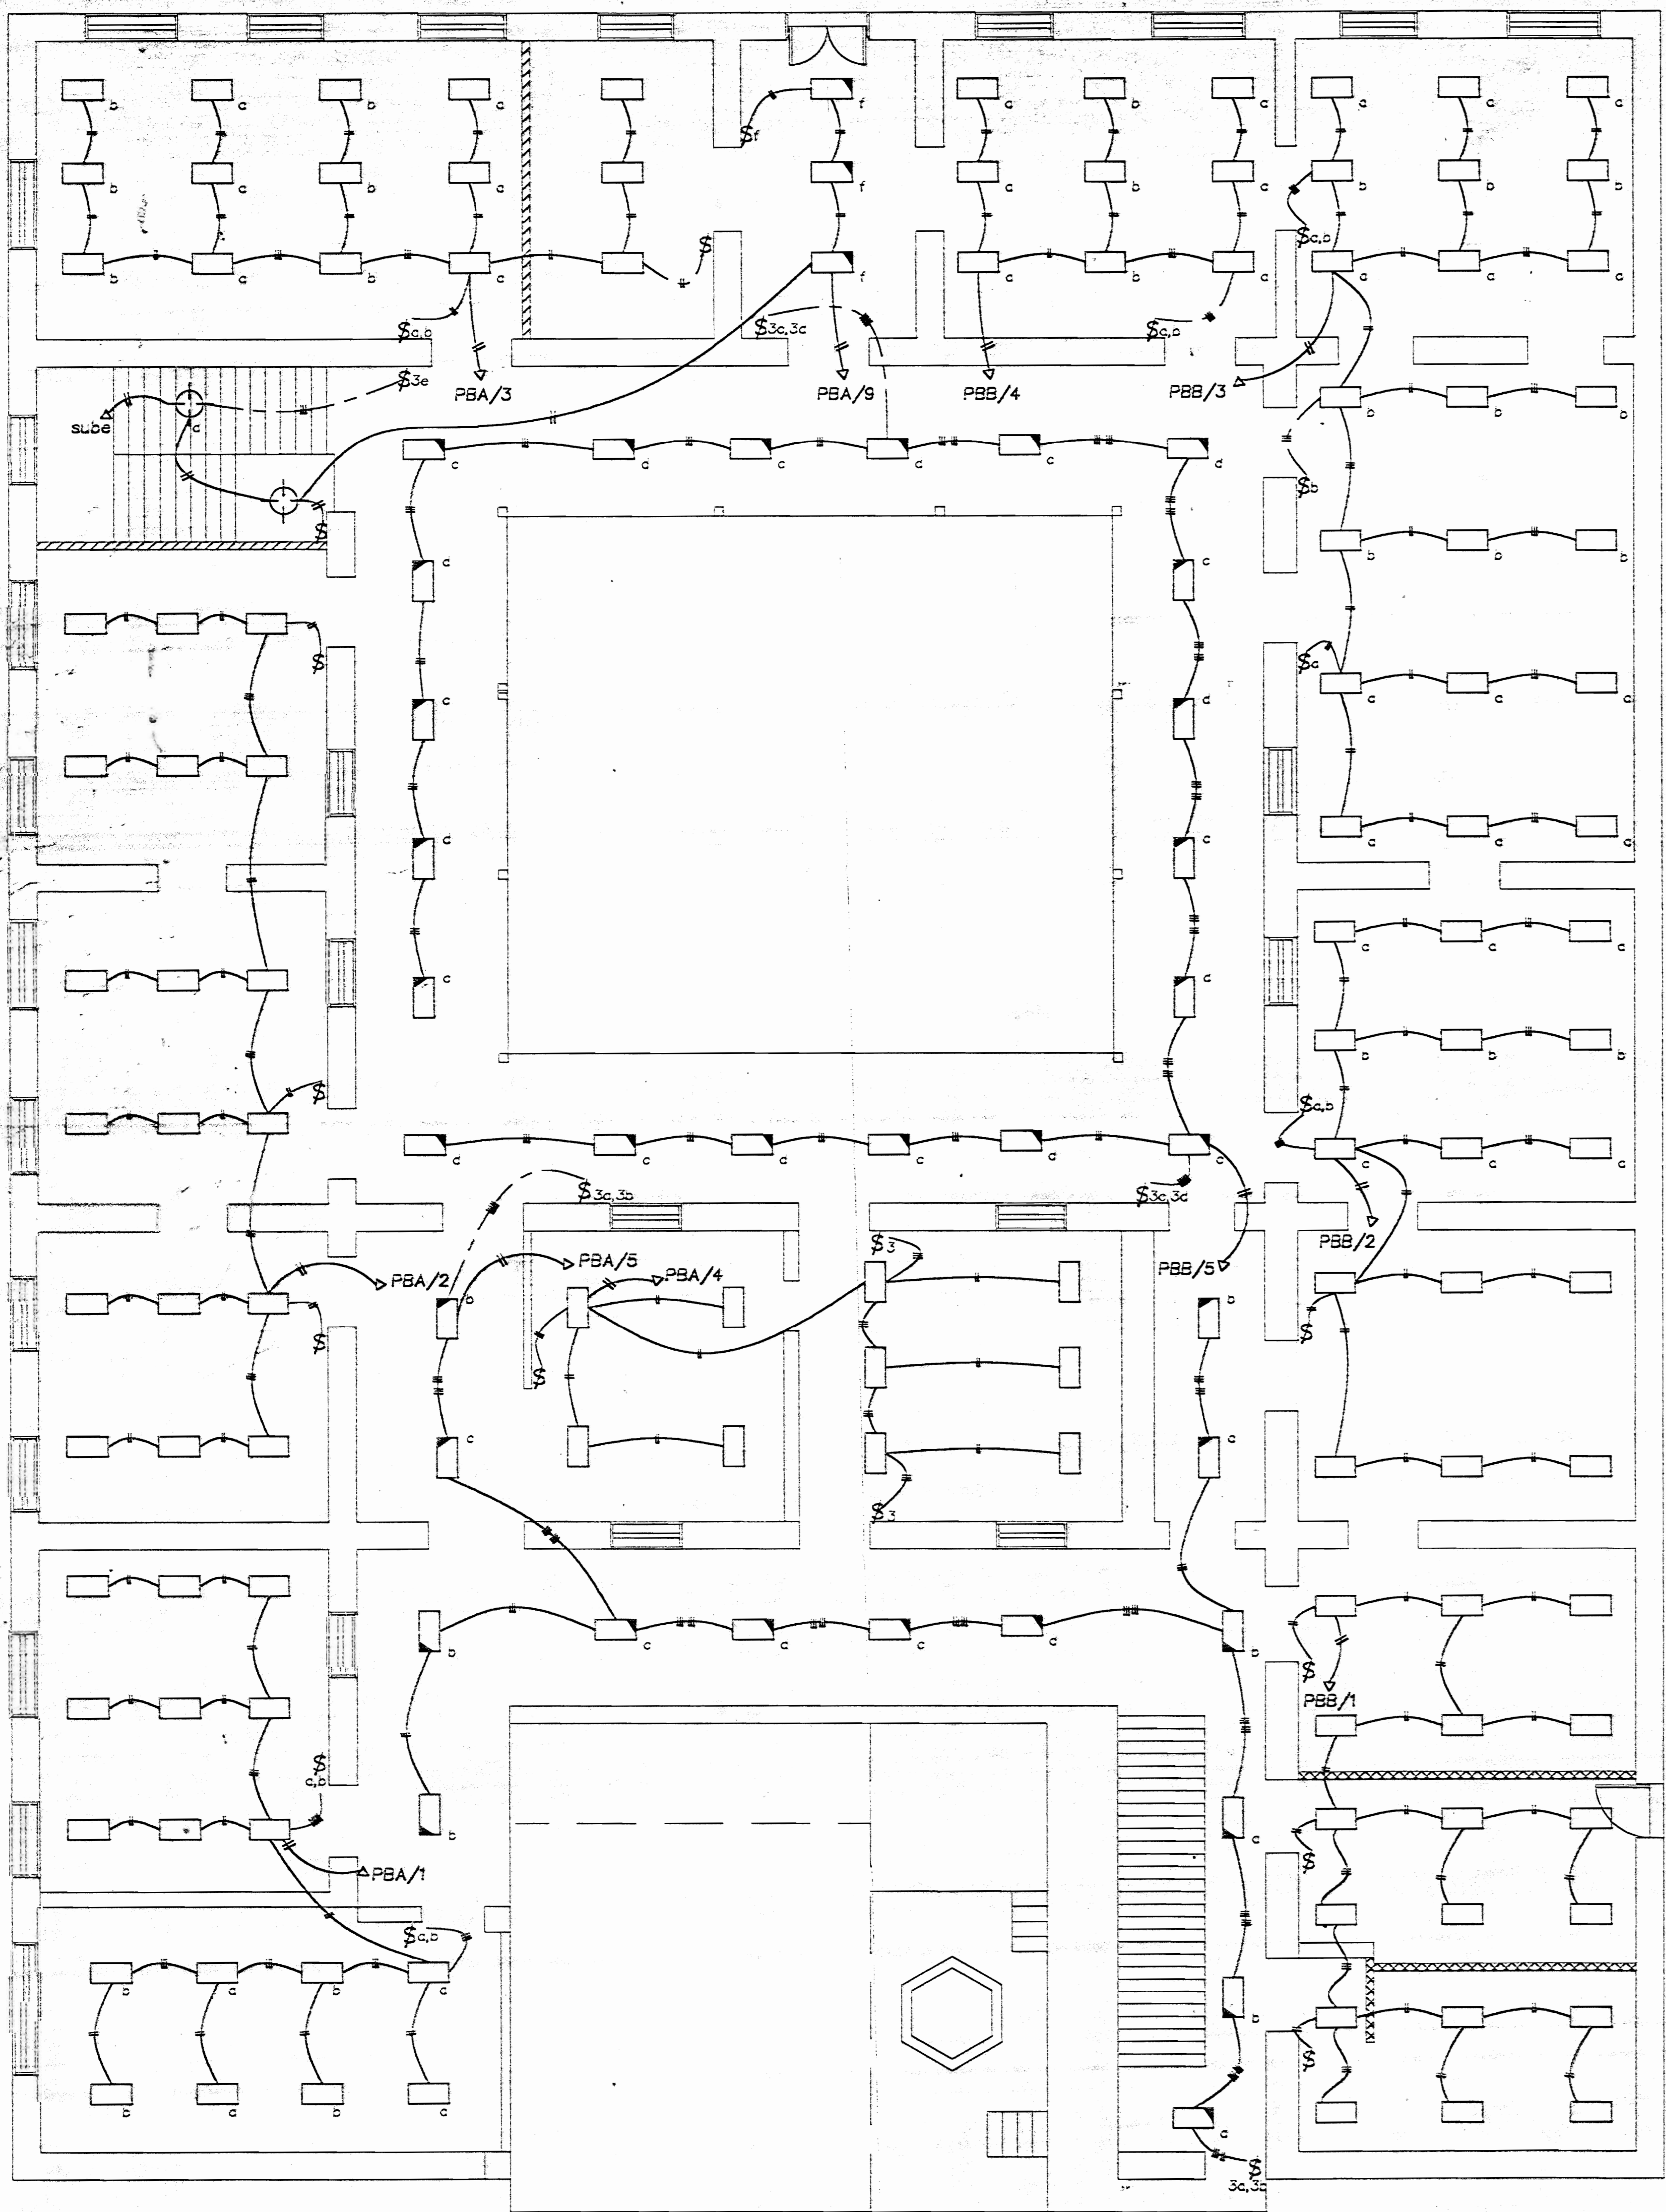 b c b c c b c c c c
f
$f
b c b c f c b c b b b
$c,b
$
b c b c f c b c c c c
$c,b $3c,3c $c,b
$3e PBA/3 PBA/9 PBB/4 PBB/3
sube
b b b
c d c d c d
$b
$
c c
b b b
$ $c
c c c
c c
c c c
c c
c c c
c c
b b b
$ $c,b
d c c c d c c c c
$3c,3b $3c,3d
PBB/2
$3
PBA/2 PBA/5 PBA/4 PBB/5
b b
$ $
$
c c
$3
b c c c c b
$
PBB/1
$
c,b
b c
$
PBA/1
$c,b
b c b c
b
$
b c b c
c
$
3c,3b